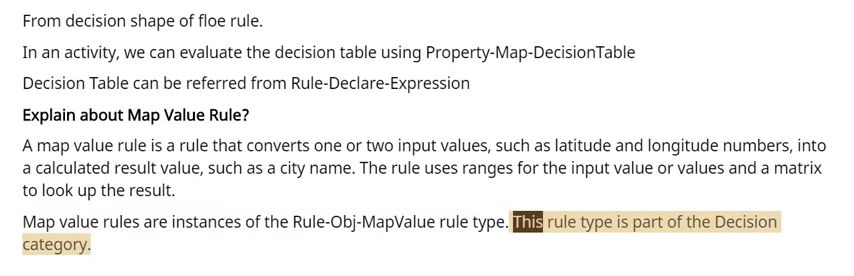 From decision shape of floe rule.
In an activity, we can evaluate the decision table using Property-Map-DecisionTable
Decision Table can be referred from Rule-Declare-Expression
Explain about Map Value Rule?
A map value rule is a rule that converts one or two input values, such as latitude and longitude numbers, into
a calculated result value, such as a city name. The rule uses ranges for the input value or values and a matrix
to look up the result.
Map value rules are instances of the Rule-Obj-MapValue rule type. This rule type is part of the Decision
category.